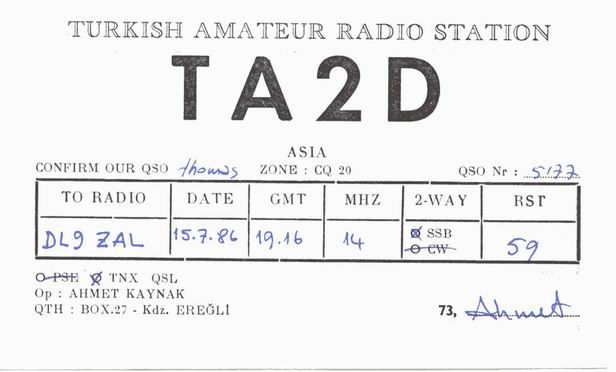 TURKISH AMATEUR RADIO STATION
TA2D
ASIA
CONFIRM OUR QSO thomas ZONE : CQ 20 QSO Nr : 5177
TO RADIO DATE GMT MHZ 2-WAY RST
DL9 ZAL 15.7.86 19.16 14 SSB CW 59
PSE TNX QSL
Op : AHMET KAYNAK
QTH : BOX.27 - Kdz. EREĞLİ
73, Ahmet